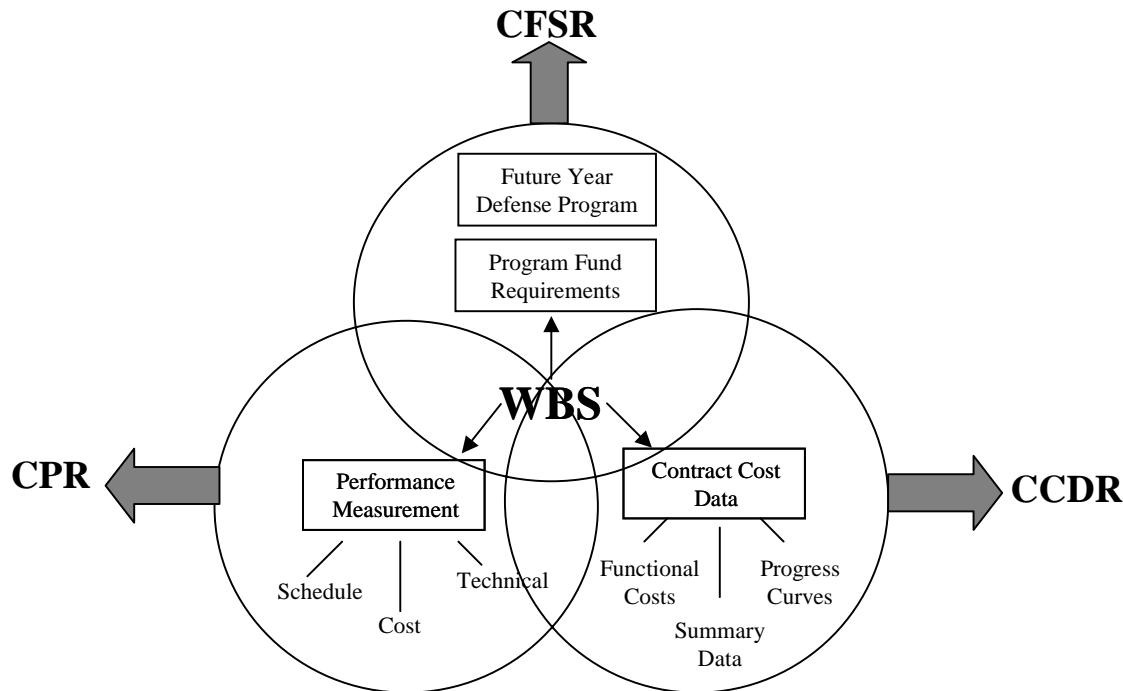 CFSR
Future Year
Defense Program
Program Fund
Requirements
WBS
CPR
Performance
Measurement
Schedule
Cost
Technical
Contract Cost
Data
Functional
Costs
Summary
Data
Progress
Curves
CCDR